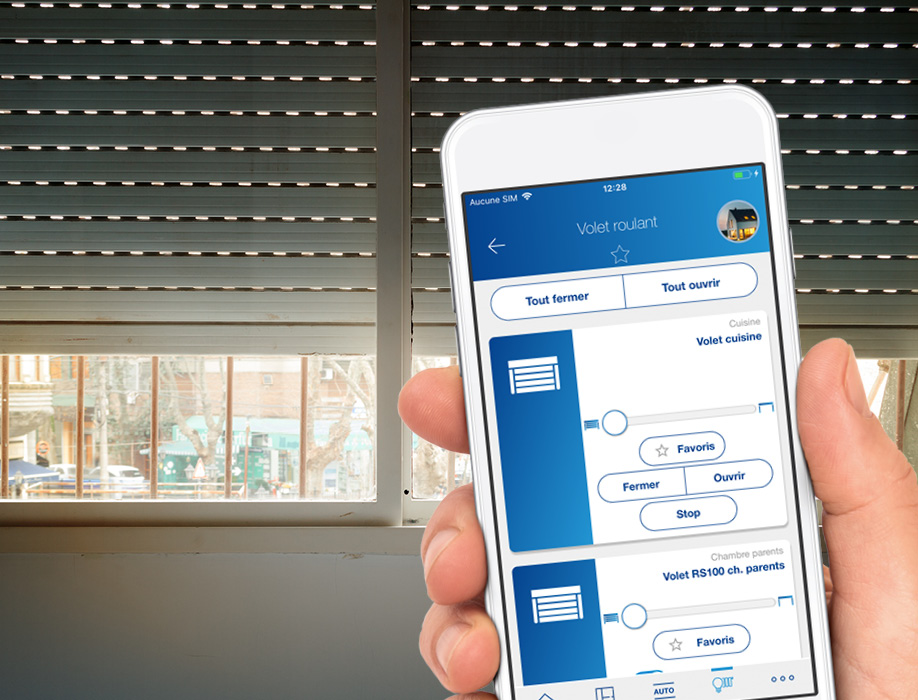 Aucune SIM 12:28
Volet roulant
Tout fermer Tout ouvrir
Cuisine
Volet cuisine
Favoris
Fermer Ouvrir
Stop
Chambre parents
Volet RS100 ch. parents
Favoris
AUTO